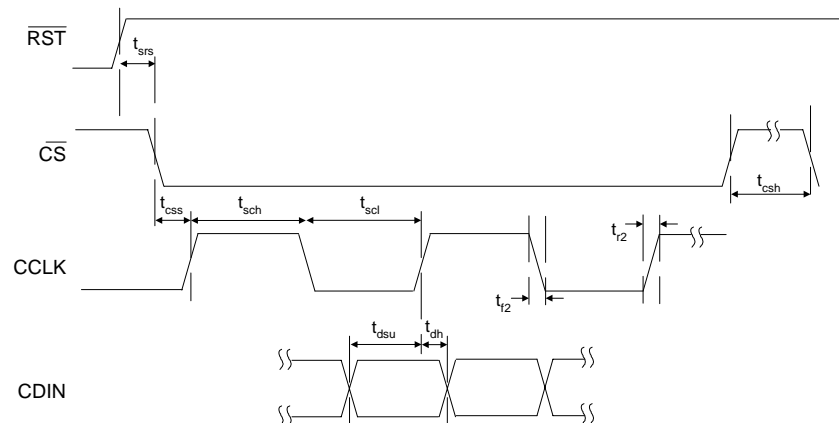 RST
t_srs
CS
t_css
t_sch
t_scl
t_csh
t_r2
CCLK
t_f2
t_dsu
t_dh
CDIN